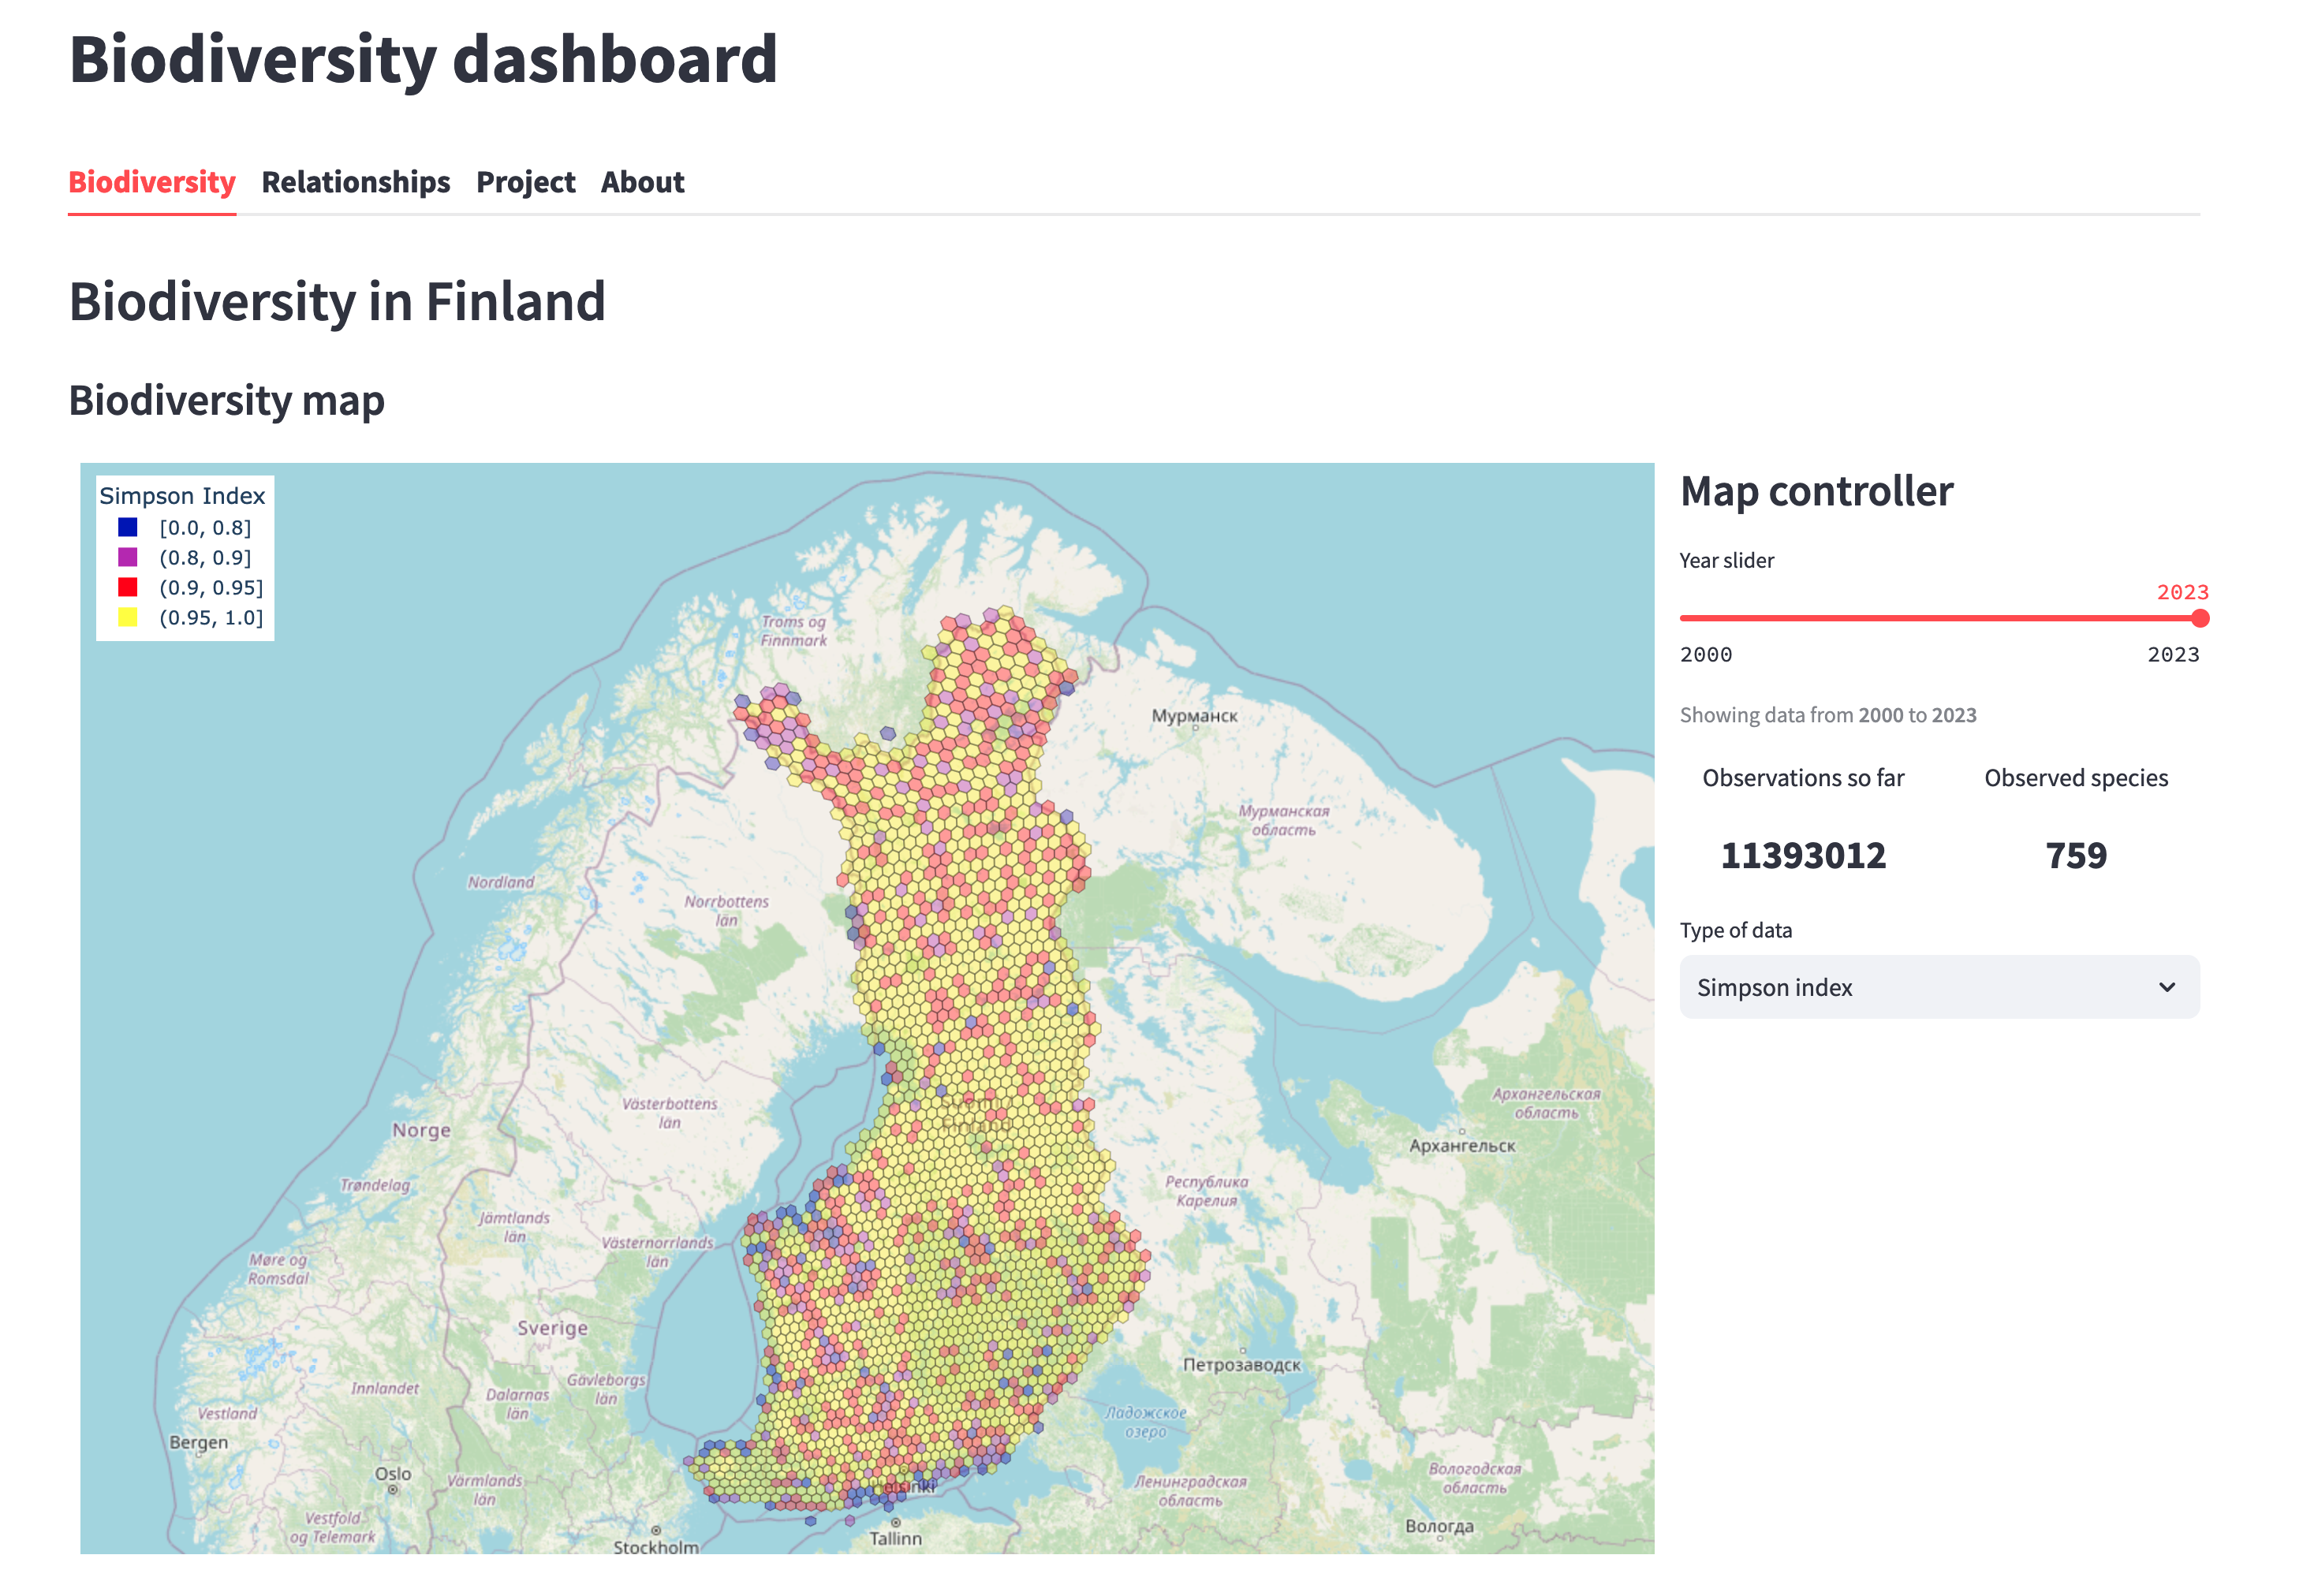 Biodiversity dashboard
Biodiversity Relationships Project About
Biodiversity in Finland
Biodiversity map
Simpson Index
[0.0, 0.8]
(0.8, 0.9]
(0.9, 0.95]
(0.95, 1.0]
Troms og
Finnmark
Мурманск
Мурманская
область
Nordland
Norrbottens
län
Västerbottens
län
Norge
Finland
Архангельская
область
Архангельск
Trøndelag
Республика
Карелия
Jämtlands
län
Västernorrlands
län
Møre og
Romsdal
Sverige
Петрозаводск
Gävleborgs
län
Innlandet
Dalarnas
län
Vestland
Ладожское
озеро
Bergen
Oslo
Värmlands
län
Ленинградская
область
Вологодская
область
Vestfold
og Telemark
Tallinn
Вологда
Stockholm
Map controller
Year slider
2023
2000 2023
Showing data from 2000 to 2023
Observations so far Observed species
11393012 759
Type of data
Simpson index